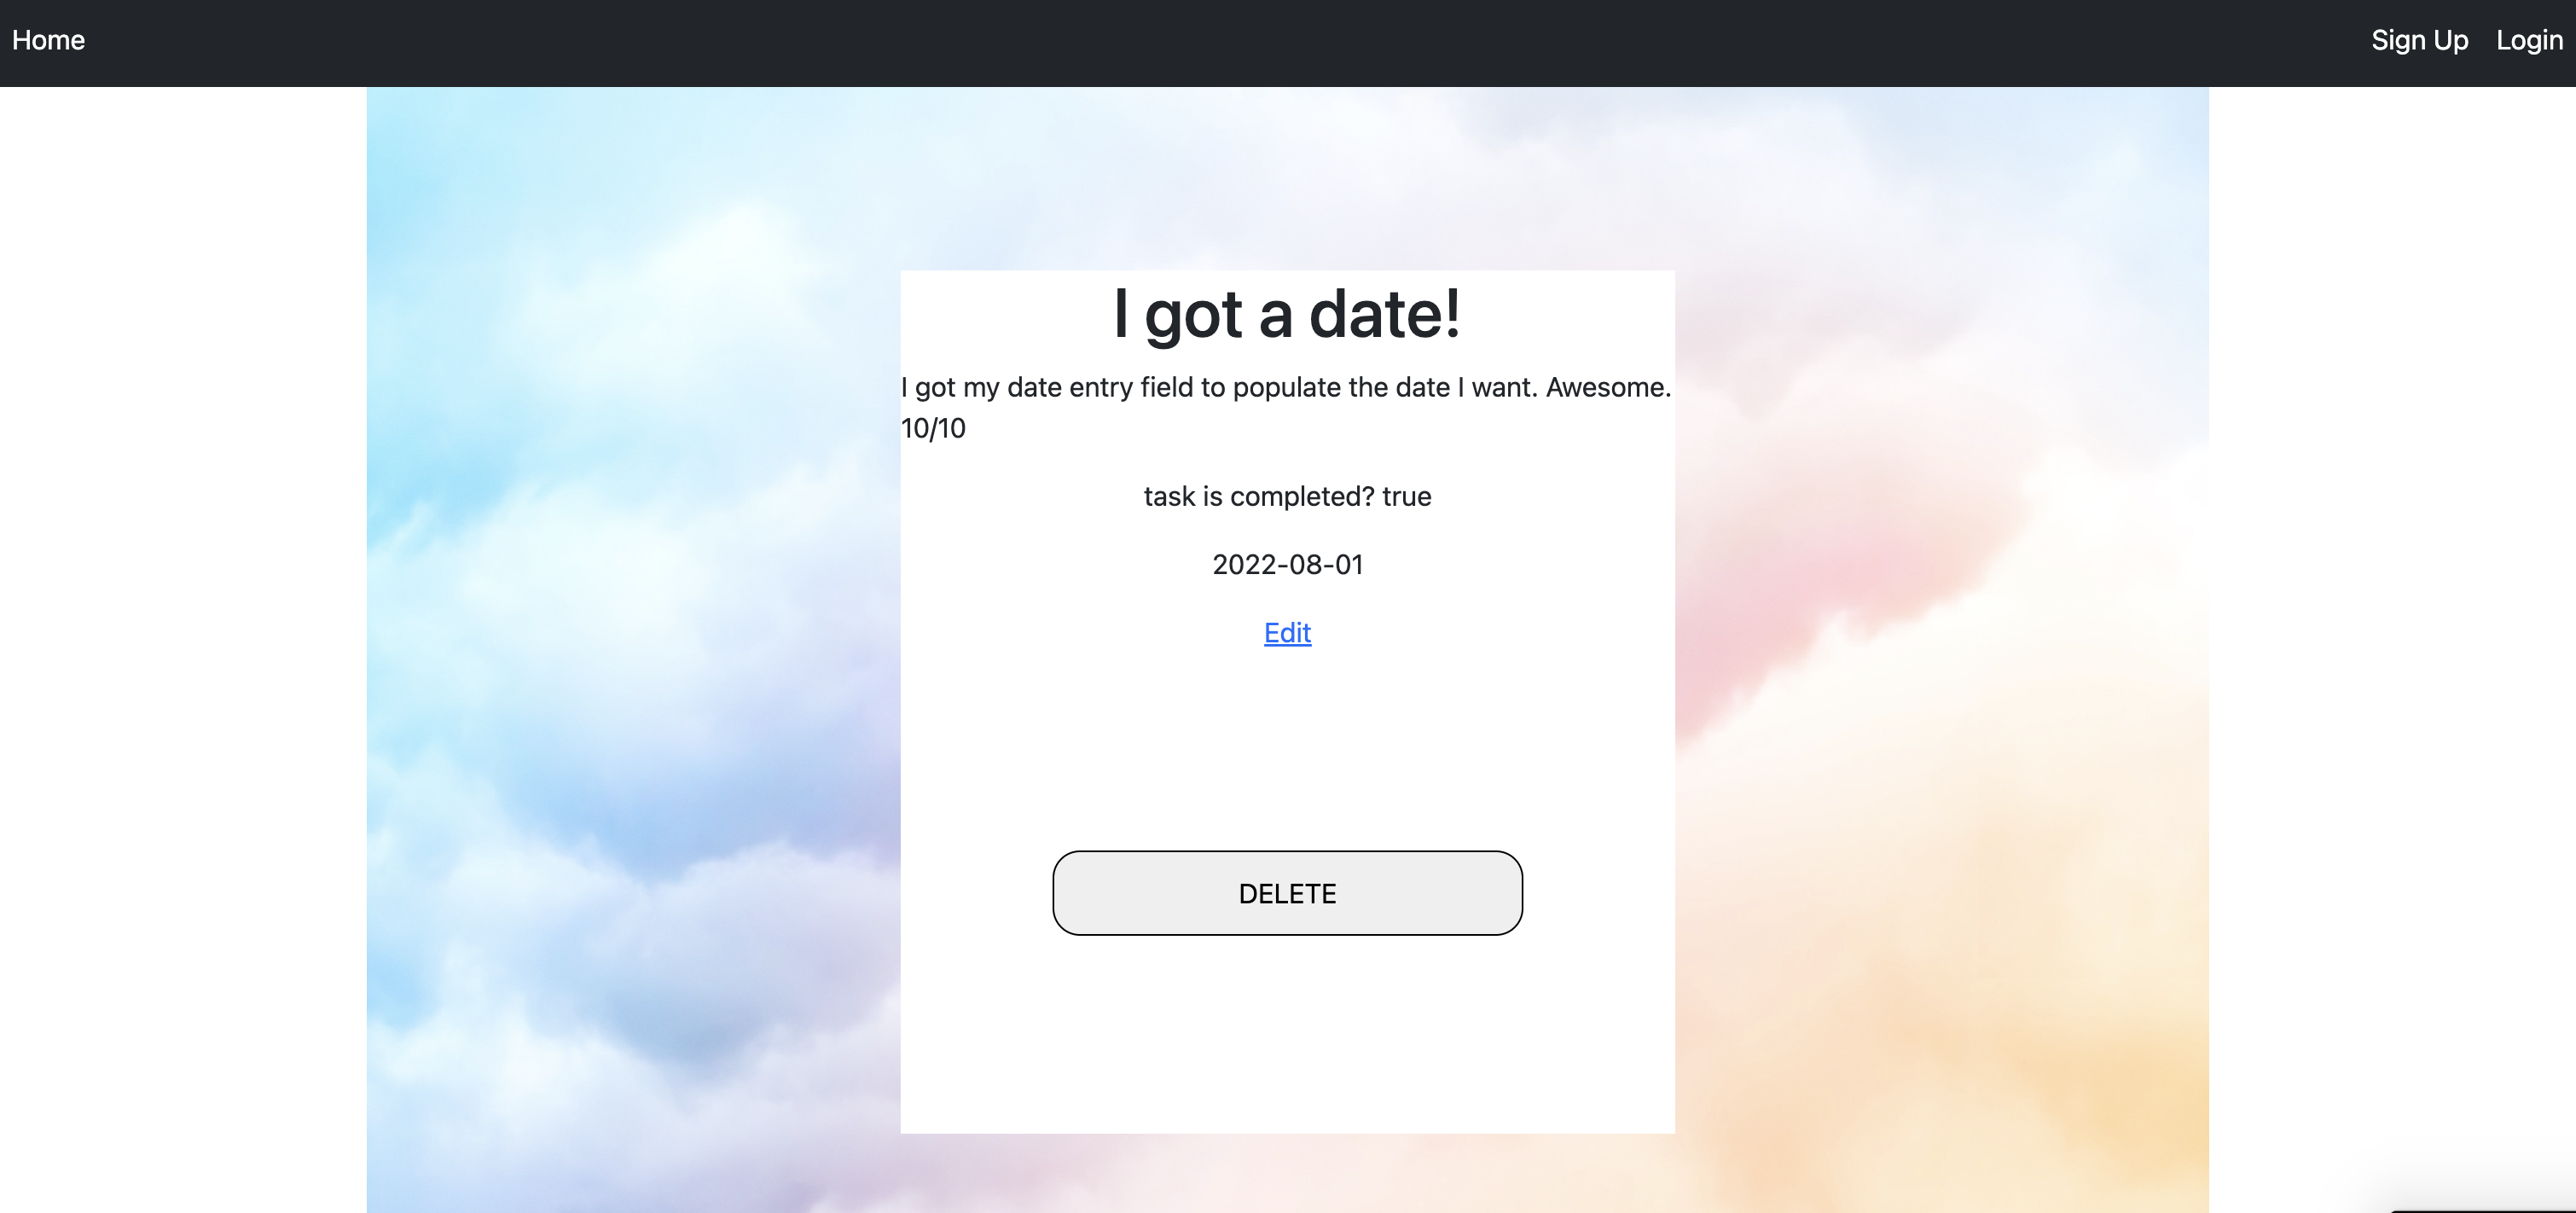 Home Sign Up Login
I got a date!
I got my date entry field to populate the date I want. Awesome.
10/10
task is completed? true
2022-08-01
Edit
DELETE